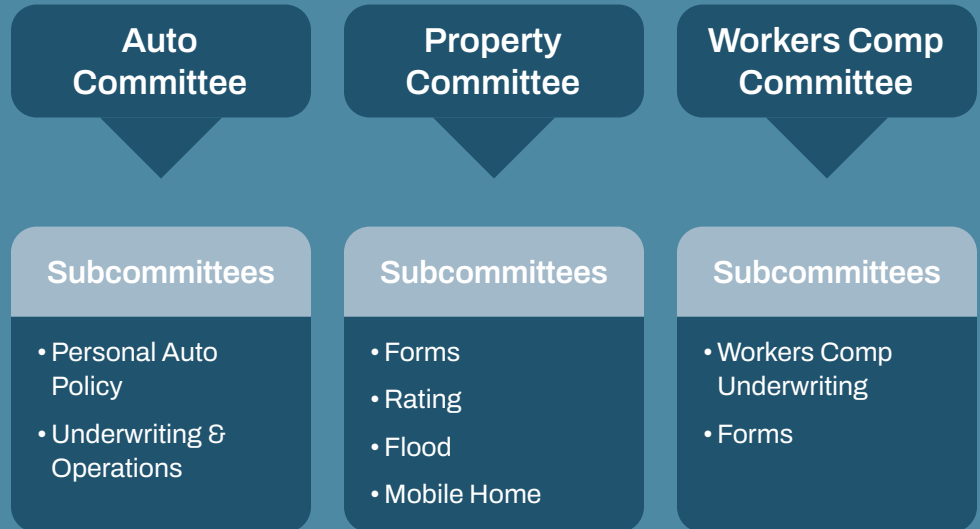 Auto
Committee
Property
Committee
Workers Comp
Committee
Subcommittees
• Personal Auto
Policy
• Underwriting &
Operations
Subcommittees
• Forms
• Rating
• Flood
• Mobile Home
Subcommittees
• Workers Comp
Underwriting
• Forms